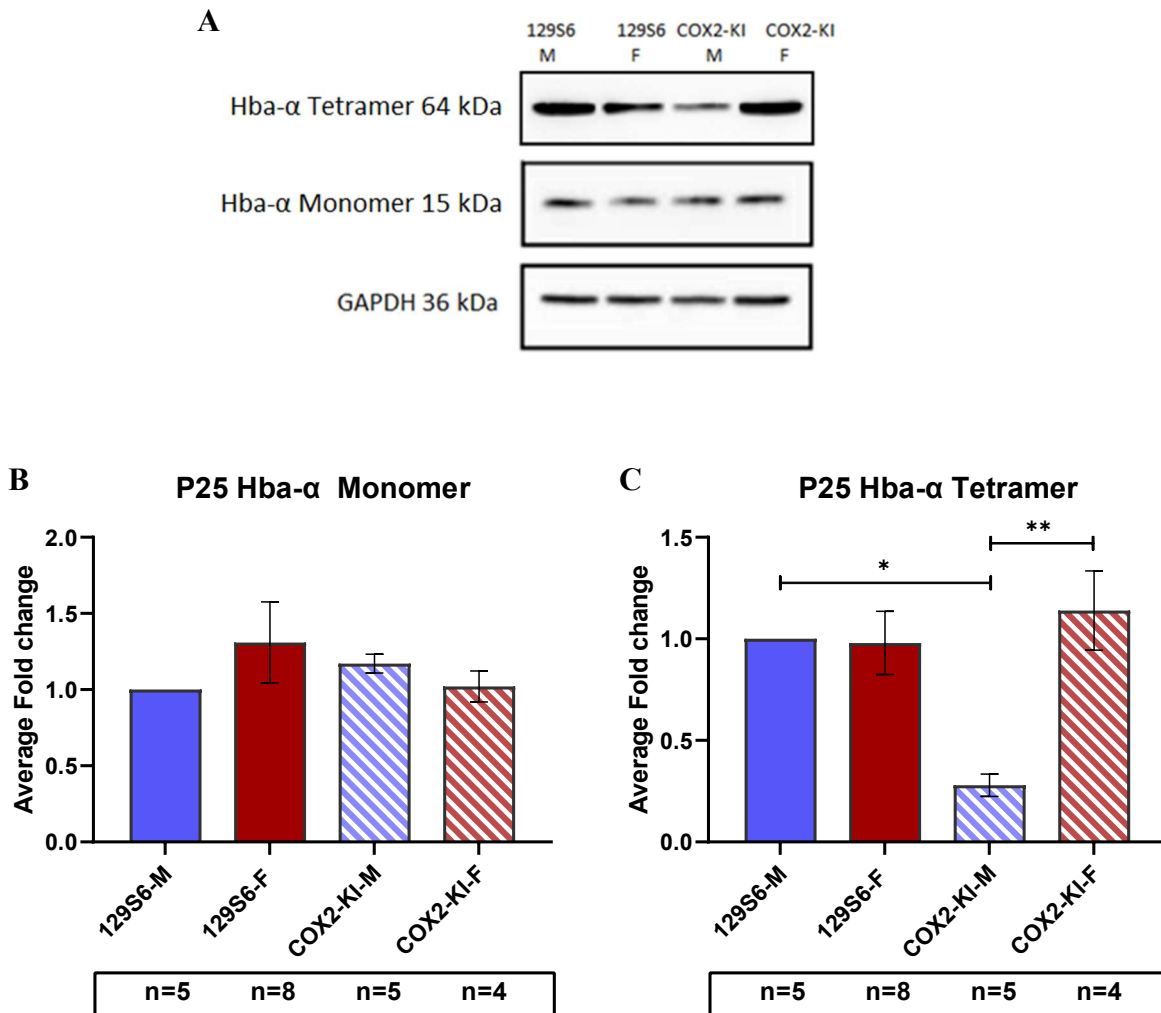 A
129S6 129S6 COX2-KI COX2-KI
M F M F
Hba-α Tetramer 64 kDa
Hba-α Monomer 15 kDa
GAPDH 36 kDa
B
P25 Hba-α Monomer
Average Fold change
2.0
1.5
1.0
0.5
0.0
129S6-M
129S6-F
COX2-KI-M
COX2-KI-F
n=5 n=8 n=5 n=4
C
P25 Hba-α Tetramer
Average Fold change
1.5
1.0
0.5
0.0
*
**
129S6-M
129S6-F
COX2-KI-M
COX2-KI-F
n=5 n=8 n=5 n=4